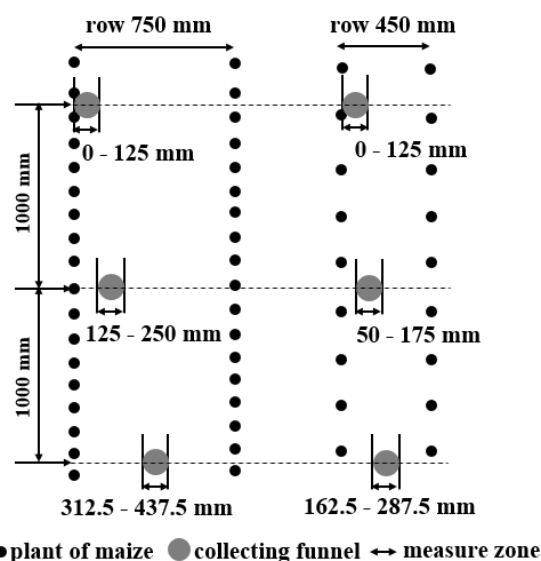 row 750 mm
row 450 mm
0 - 125 mm
0 - 125 mm
1000 mm
125 - 250 mm
50 - 175 mm
1000 mm
312.5 - 437.5 mm
162.5 - 287.5 mm
plant of maize collecting funnel measure zone